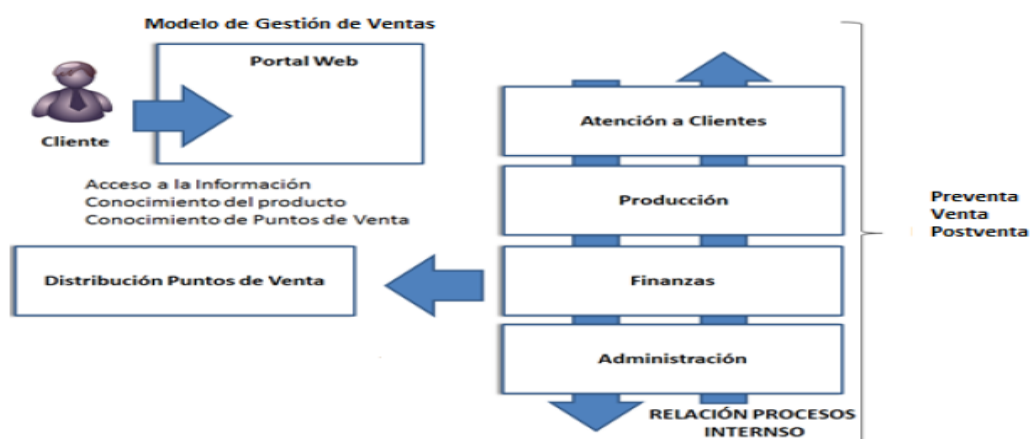 Modelo de Gestión de Ventas
Portal Web
Cliente
Acceso a la Información
Conocimiento del producto
Conocimiento de Puntos de Venta
Distribución Puntos de Venta
Atención a Clientes
Producción
Finanzas
Administración
RELACIÓN PROCESOS
INTERNSO
Preventa
Venta
Postventa